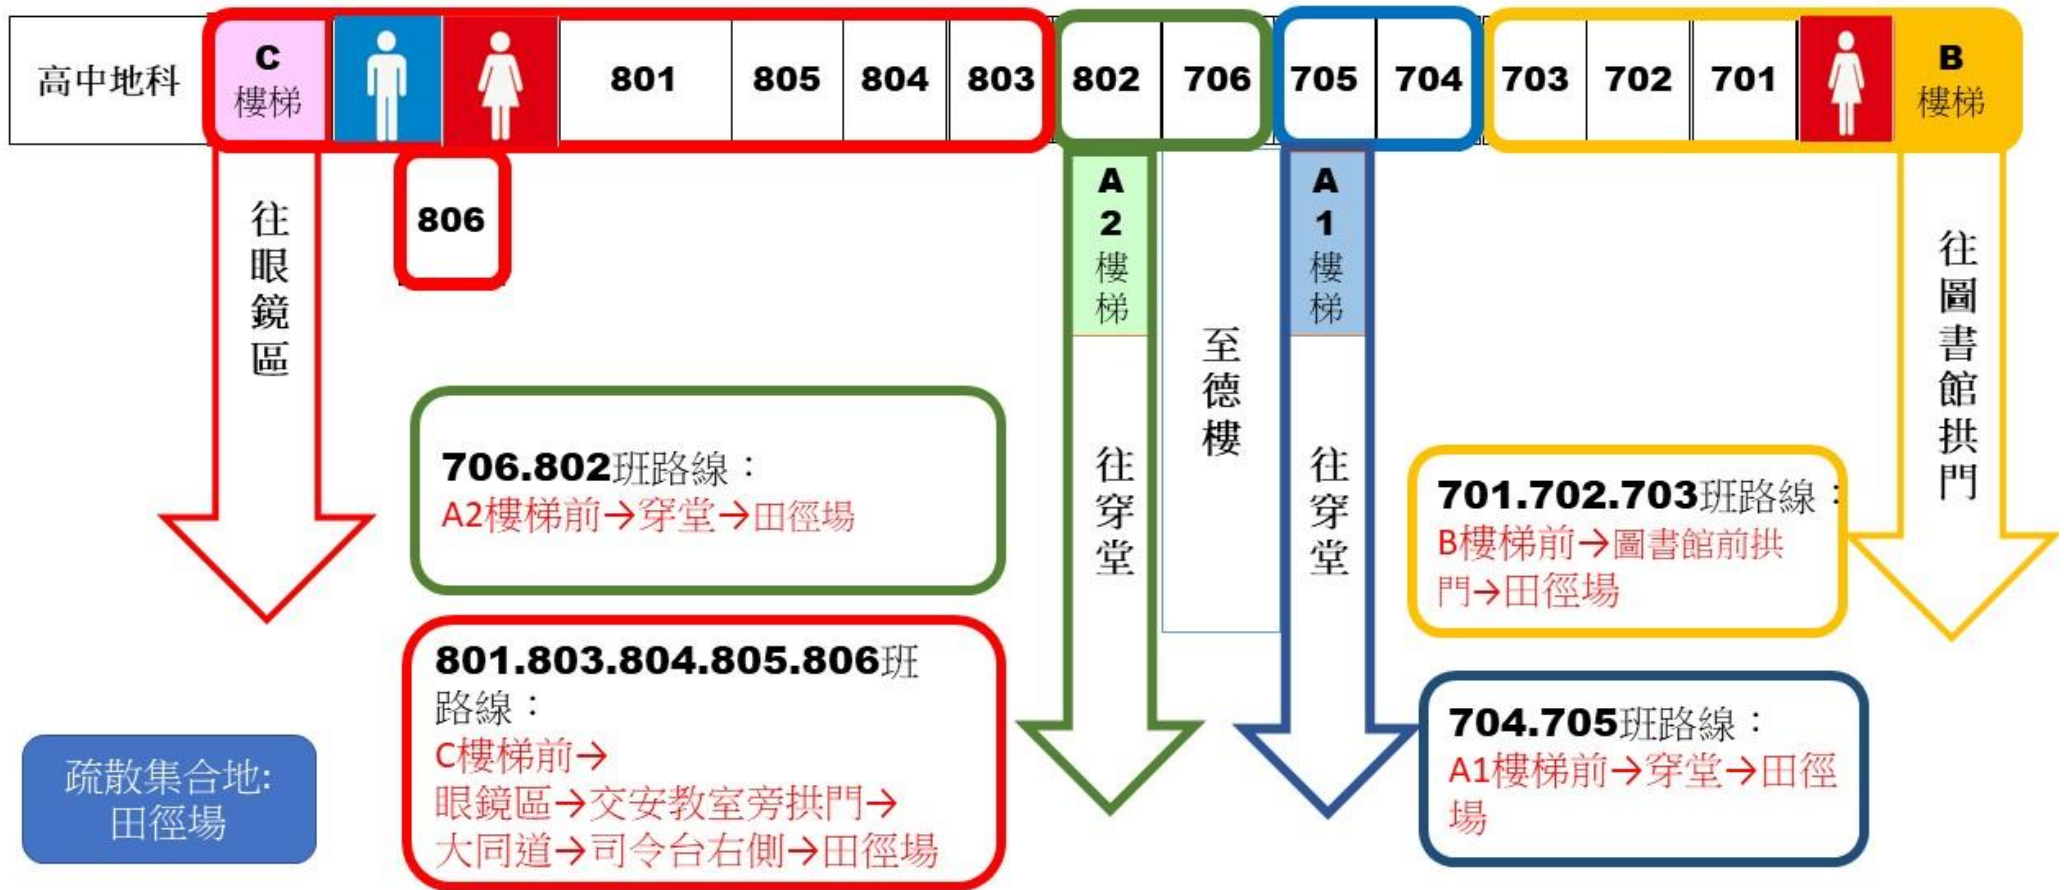 高中地科
C
樓梯
801
805
804
803
802
706
705
704
703
702
701
B
樓梯
806
往眼鏡區
A
2
樓
梯
往穿堂
至德樓
A
1
樓
梯
往穿堂
往圖書館拱門
706.802班路線：
A2樓梯前→穿堂→田徑場
801.803.804.805.806班
路線：
C樓梯前→
眼鏡區→交安教室旁拱門→
大同道→司令台右側→田徑場
701.702.703班路線：
B樓梯前→圖書館前拱
門→田徑場
704.705班路線：
A1樓梯前→穿堂→田徑
場
疏散集合地:
田徑場